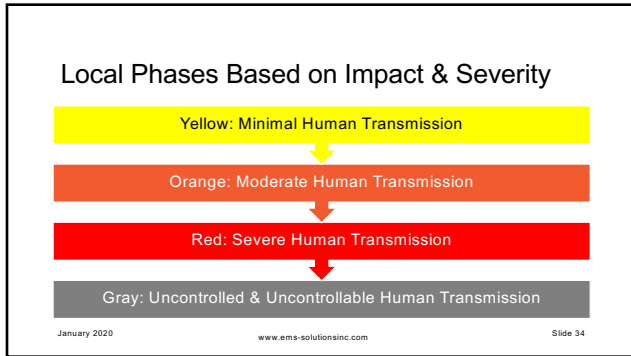 Local Phases Based on Impact & Severity
Yellow: Minimal Human Transmission
Orange: Moderate Human Transmission
Red: Severe Human Transmission
Gray: Uncontrolled & Uncontrollable Human Transmission
January 2020
www.ems-solutionsinc.com
Slide 34